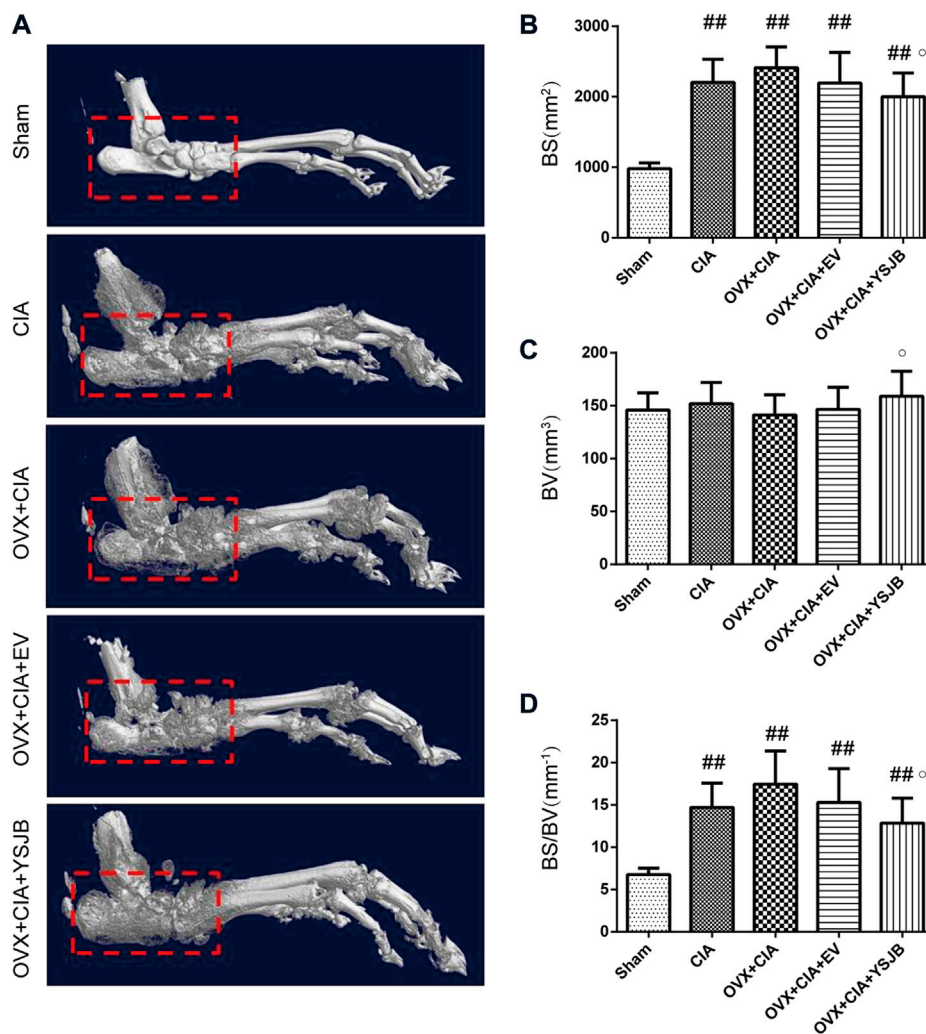 A
Sham
CIA
OVX+CIA
OVX+CIA+EV
OVX+CIA+YSJB
B
BS(mm²)
3000
2000
1000
0
##
##
##
## ○
Sham
CIA
OVX+CIA
OVX+CIA+EV
OVX+CIA+YSJB
C
BV(mm³)
200
150
100
50
0
○
Sham
CIA
OVX+CIA
OVX+CIA+EV
OVX+CIA+YSJB
D
BS/BV(mm⁻¹)
25
20
15
10
5
0
##
##
##
## ○
Sham
CIA
OVX+CIA
OVX+CIA+EV
OVX+CIA+YSJB